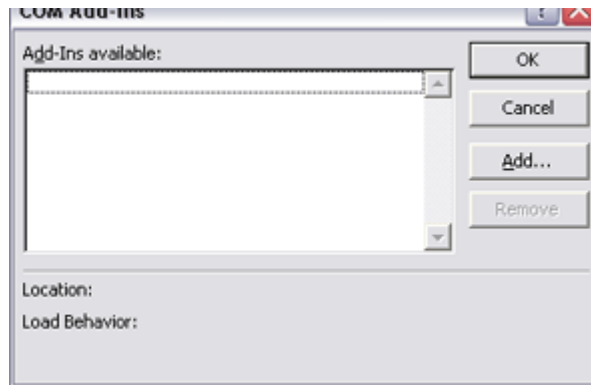 COM Add-Ins
Add-Ins available:
OK
Cancel
Add...
Remove
Location:
Load Behavior: